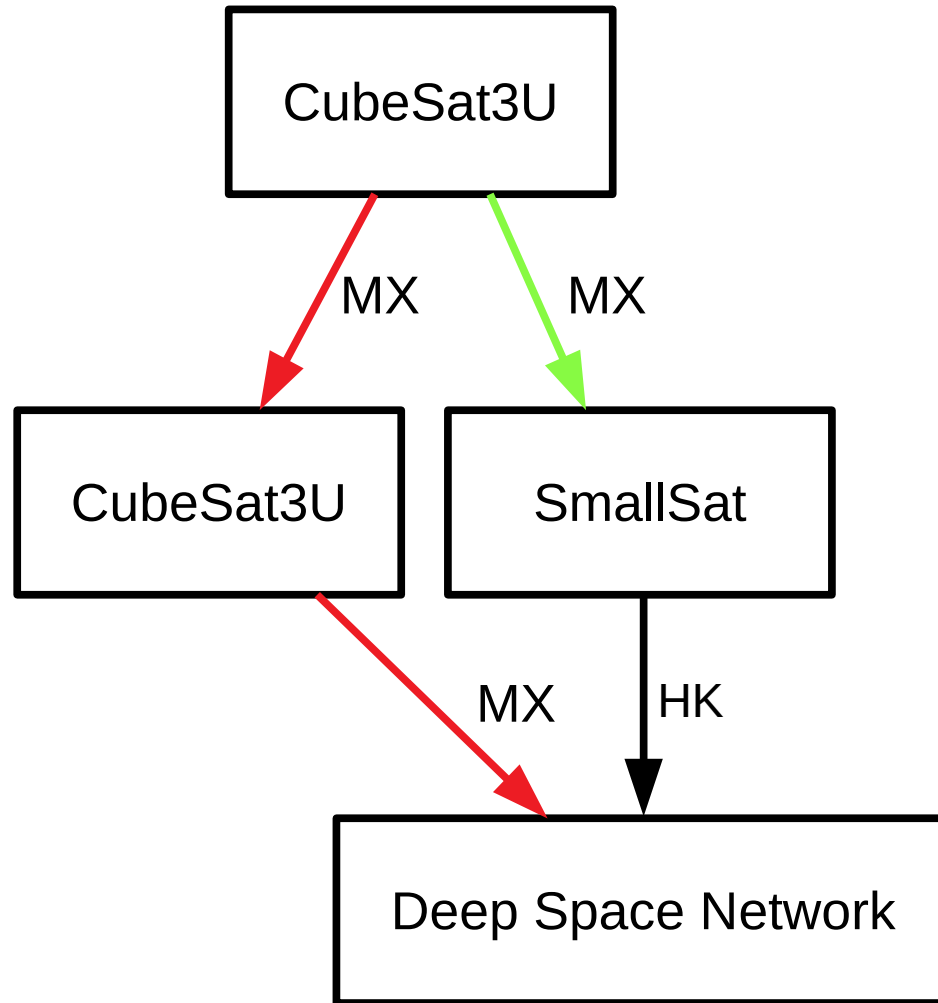 CubeSat3U
MX
MX
CubeSat3U
SmallSat
MX
HK
Deep Space Network